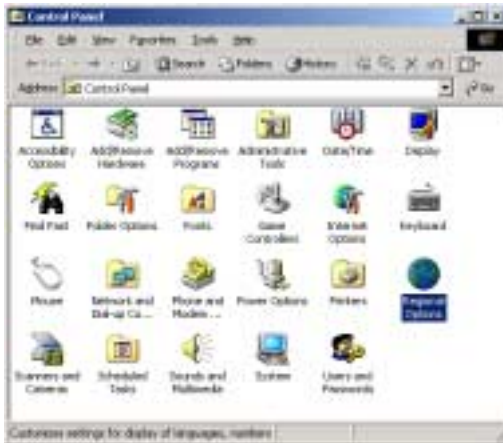 Control Panel
File Edit View Favorites Tools Help
Search Folders History
Address Control Panel Go
Accessibility Options
Add/Remove Hardware
Add/Remove Programs
Administrative Tools
Date/Time
Display
Find Fast
Folder Options
Fonts
Game Controllers
Internet Options
Keyboard
Mouse
Network and Dial-up Co...
Phone and Modem ...
Power Options
Printers
Regional Options
Scanners and Cameras
Scheduled Tasks
Sounds and Multimedia
System
Users and Passwords
Customizes settings for display of languages, numbers